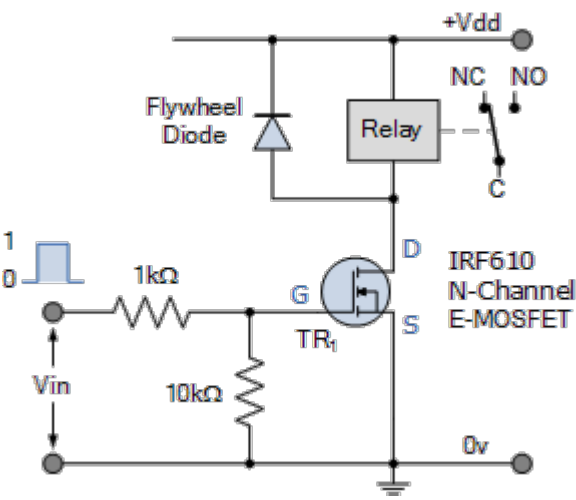 +Vdd
NC NO
Flywheel
Diode
Relay
C
D
1
0
1kΩ
G
IRF610
N-Channel
E-MOSFET
S
TR₁
Vin
10kΩ
0v